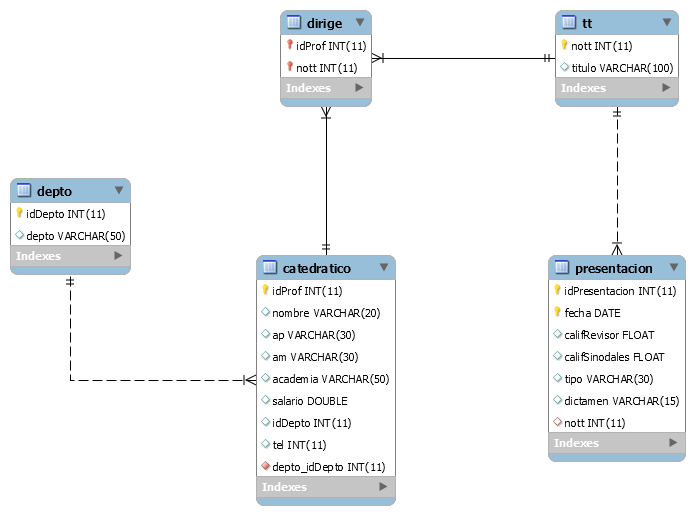 dirige
idProf INT(11)
nott INT(11)
Indexes
tt
nott INT(11)
titulo VARCHAR(100)
Indexes
depto
idDepto INT(11)
depto VARCHAR(50)
Indexes
catedratico
idProf INT(11)
nombre VARCHAR(20)
ap VARCHAR(30)
am VARCHAR(30)
academia VARCHAR(50)
salario DOUBLE
idDepto INT(11)
tel INT(11)
depto_idDepto INT(11)
Indexes
presentacion
idPresentacion INT(11)
fecha DATE
califRevisor FLOAT
califSinodales FLOAT
tipo VARCHAR(30)
dictamen VARCHAR(15)
nott INT(11)
Indexes